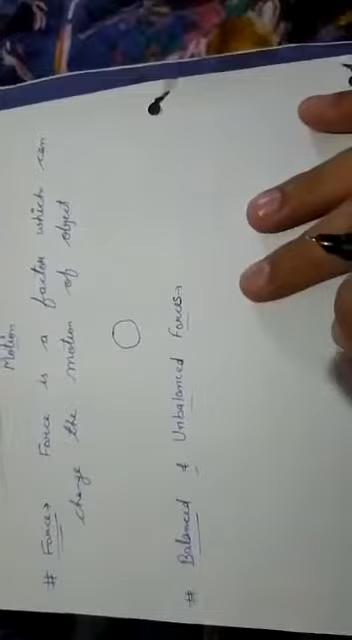 Motion
# Force→ Force is a factor which can
change the motion of object
# Balanced & Unbalanced Forces→